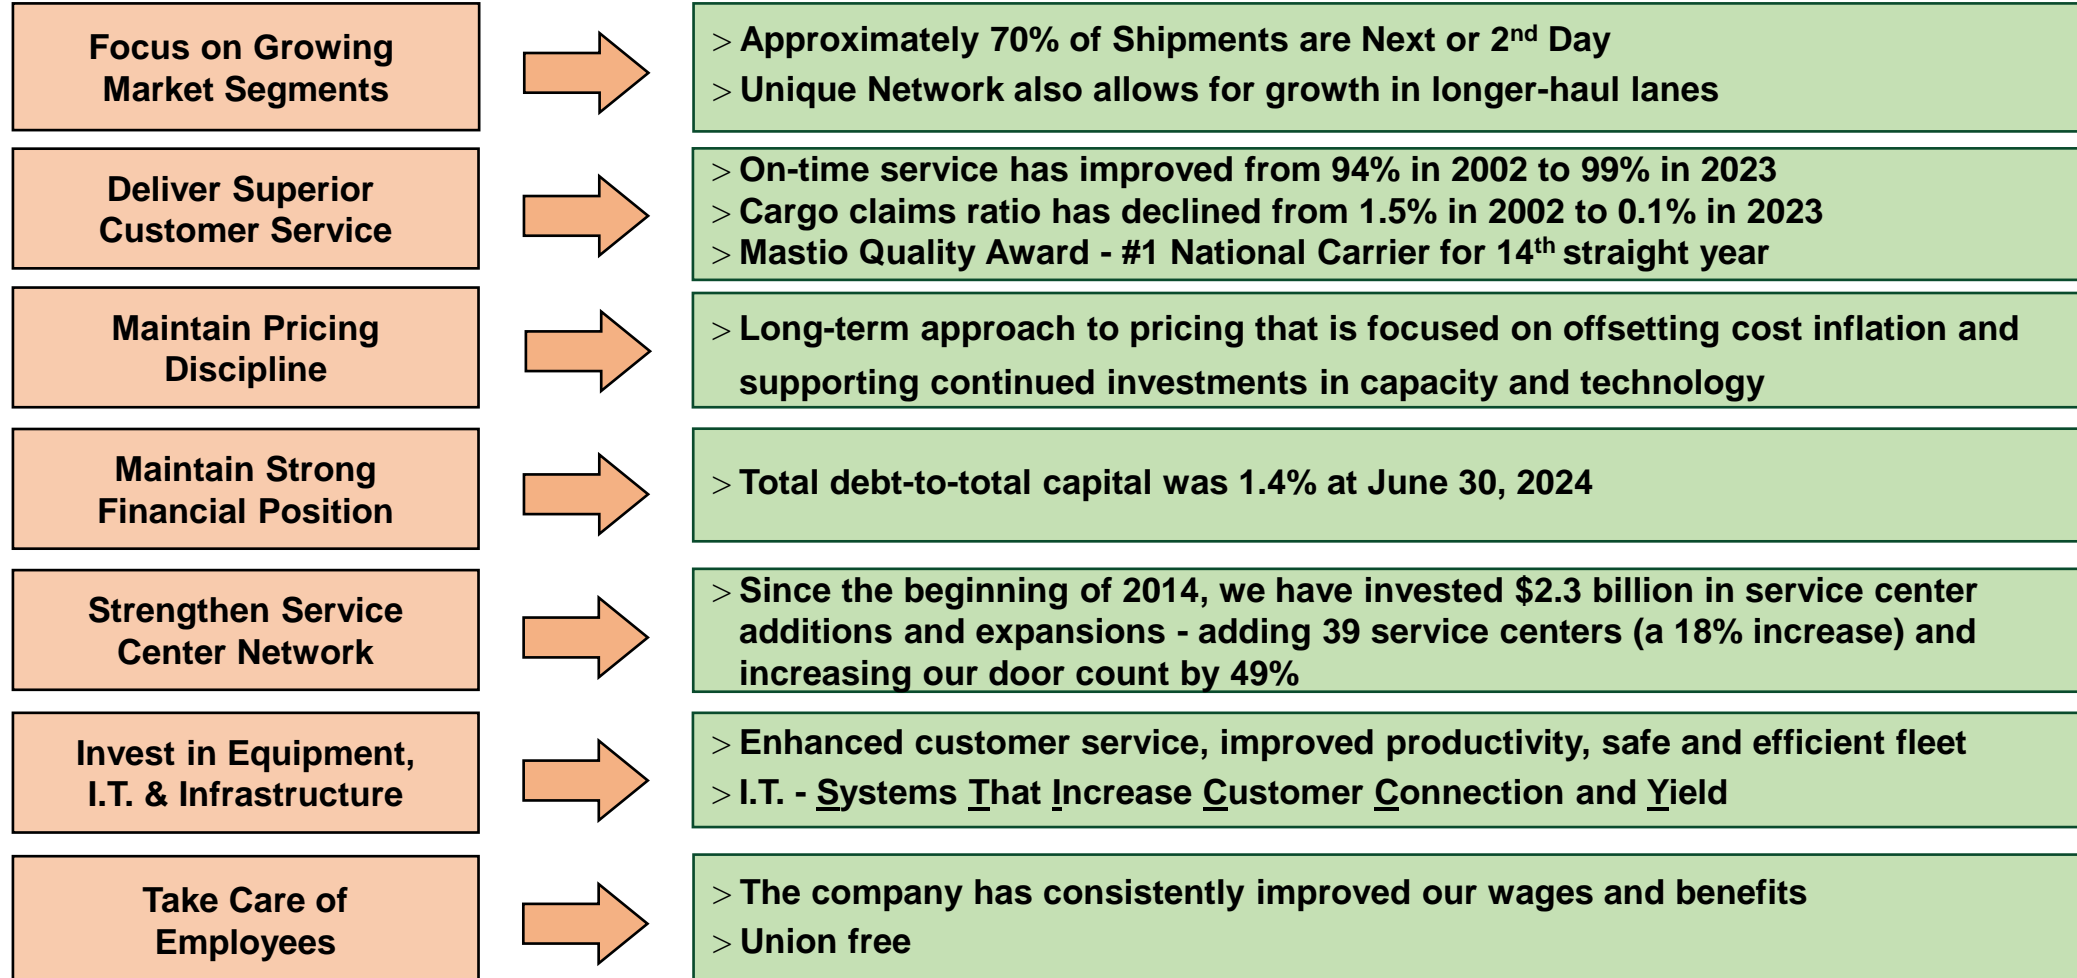 Focus on Growing
Market Segments
> Approximately 70% of Shipments are Next or 2nd Day
> Unique Network also allows for growth in longer-haul lanes
Deliver Superior
Customer Service
> On-time service has improved from 94% in 2002 to 99% in 2023
> Cargo claims ratio has declined from 1.5% in 2002 to 0.1% in 2023
> Mastio Quality Award - #1 National Carrier for 14th straight year
Maintain Pricing
Discipline
> Long-term approach to pricing that is focused on offsetting cost inflation and
supporting continued investments in capacity and technology
Maintain Strong
Financial Position
> Total debt-to-total capital was 1.4% at June 30, 2024
Strengthen Service
Center Network
> Since the beginning of 2014, we have invested $2.3 billion in service center
additions and expansions - adding 39 service centers (a 18% increase) and
increasing our door count by 49%
Invest in Equipment,
I.T. & Infrastructure
> Enhanced customer service, improved productivity, safe and efficient fleet
> I.T. - Systems That Increase Customer Connection and Yield
Take Care of
Employees
> The company has consistently improved our wages and benefits
> Union free